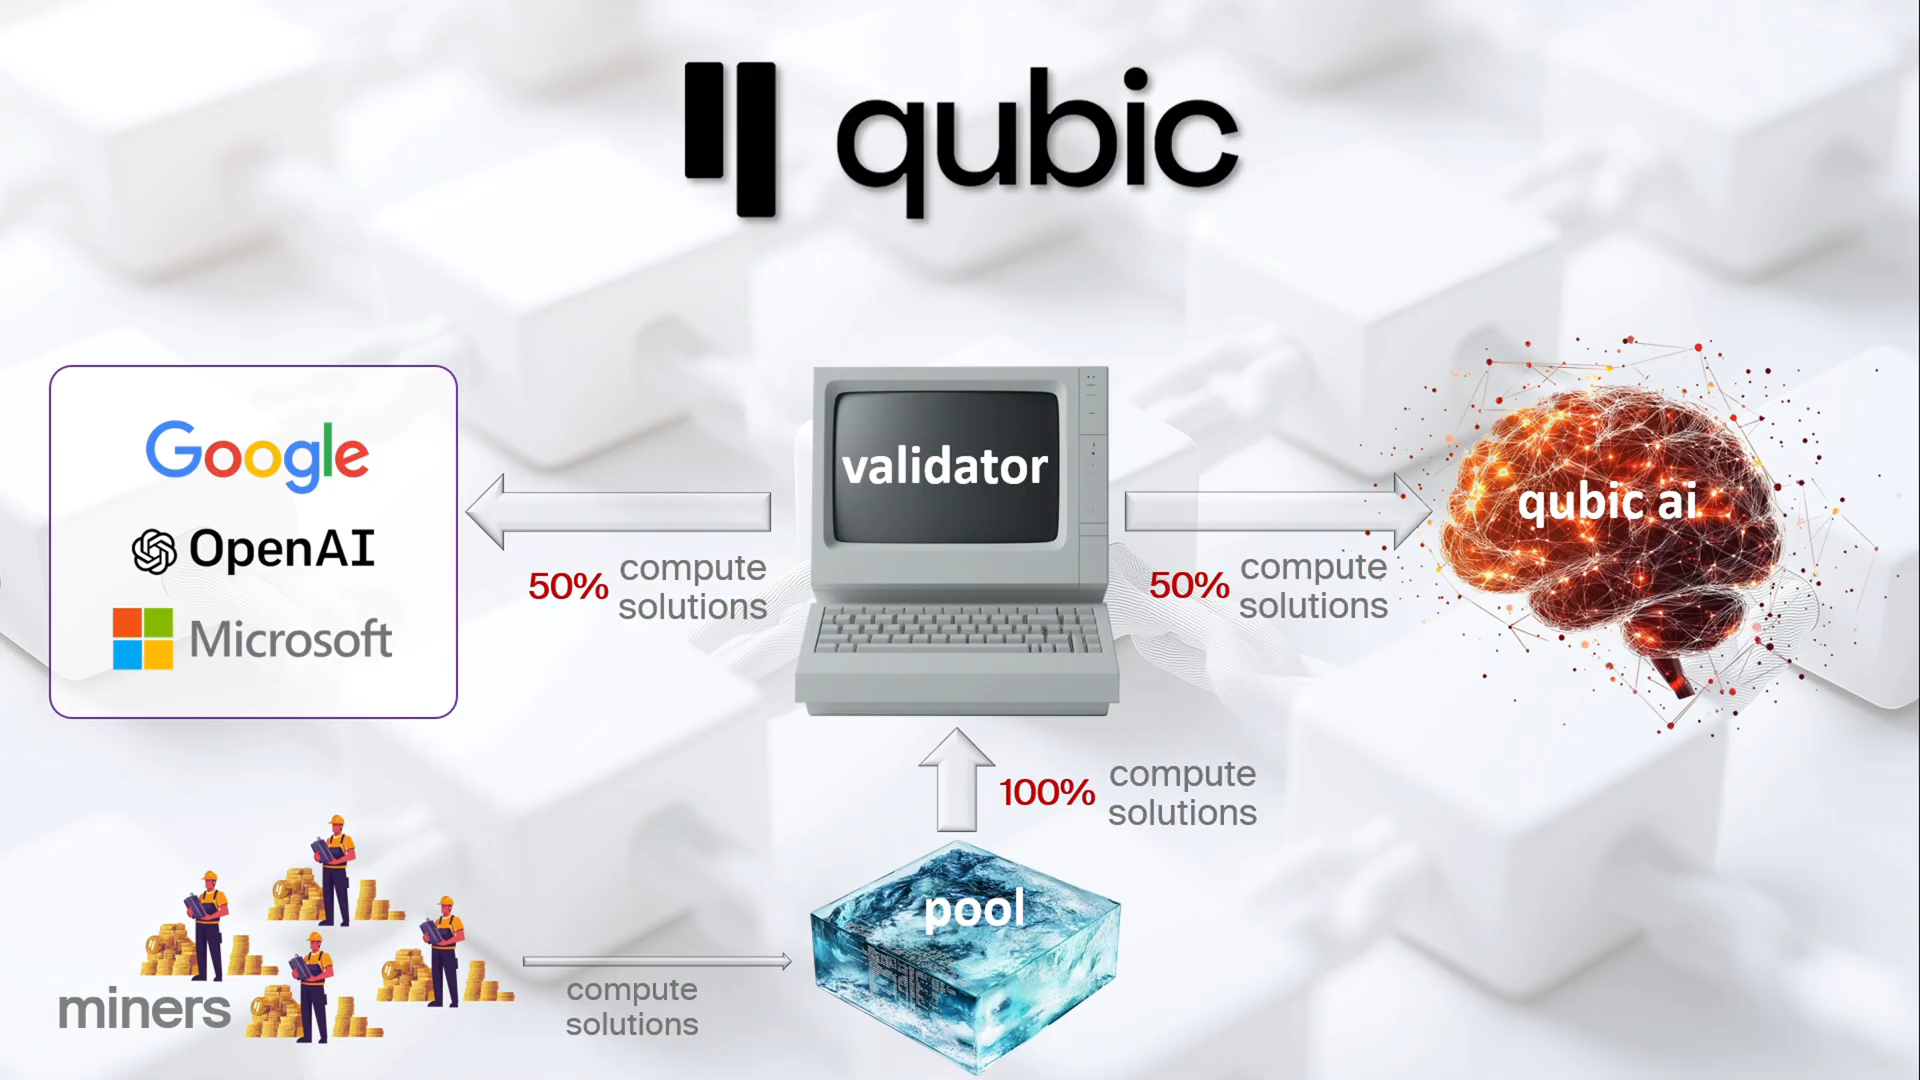 qubic
Google
OpenAI
Microsoft
validator
qubic ai
50% compute
solutions
50% compute
solutions
100% compute
solutions
pool
miners
compute
solutions